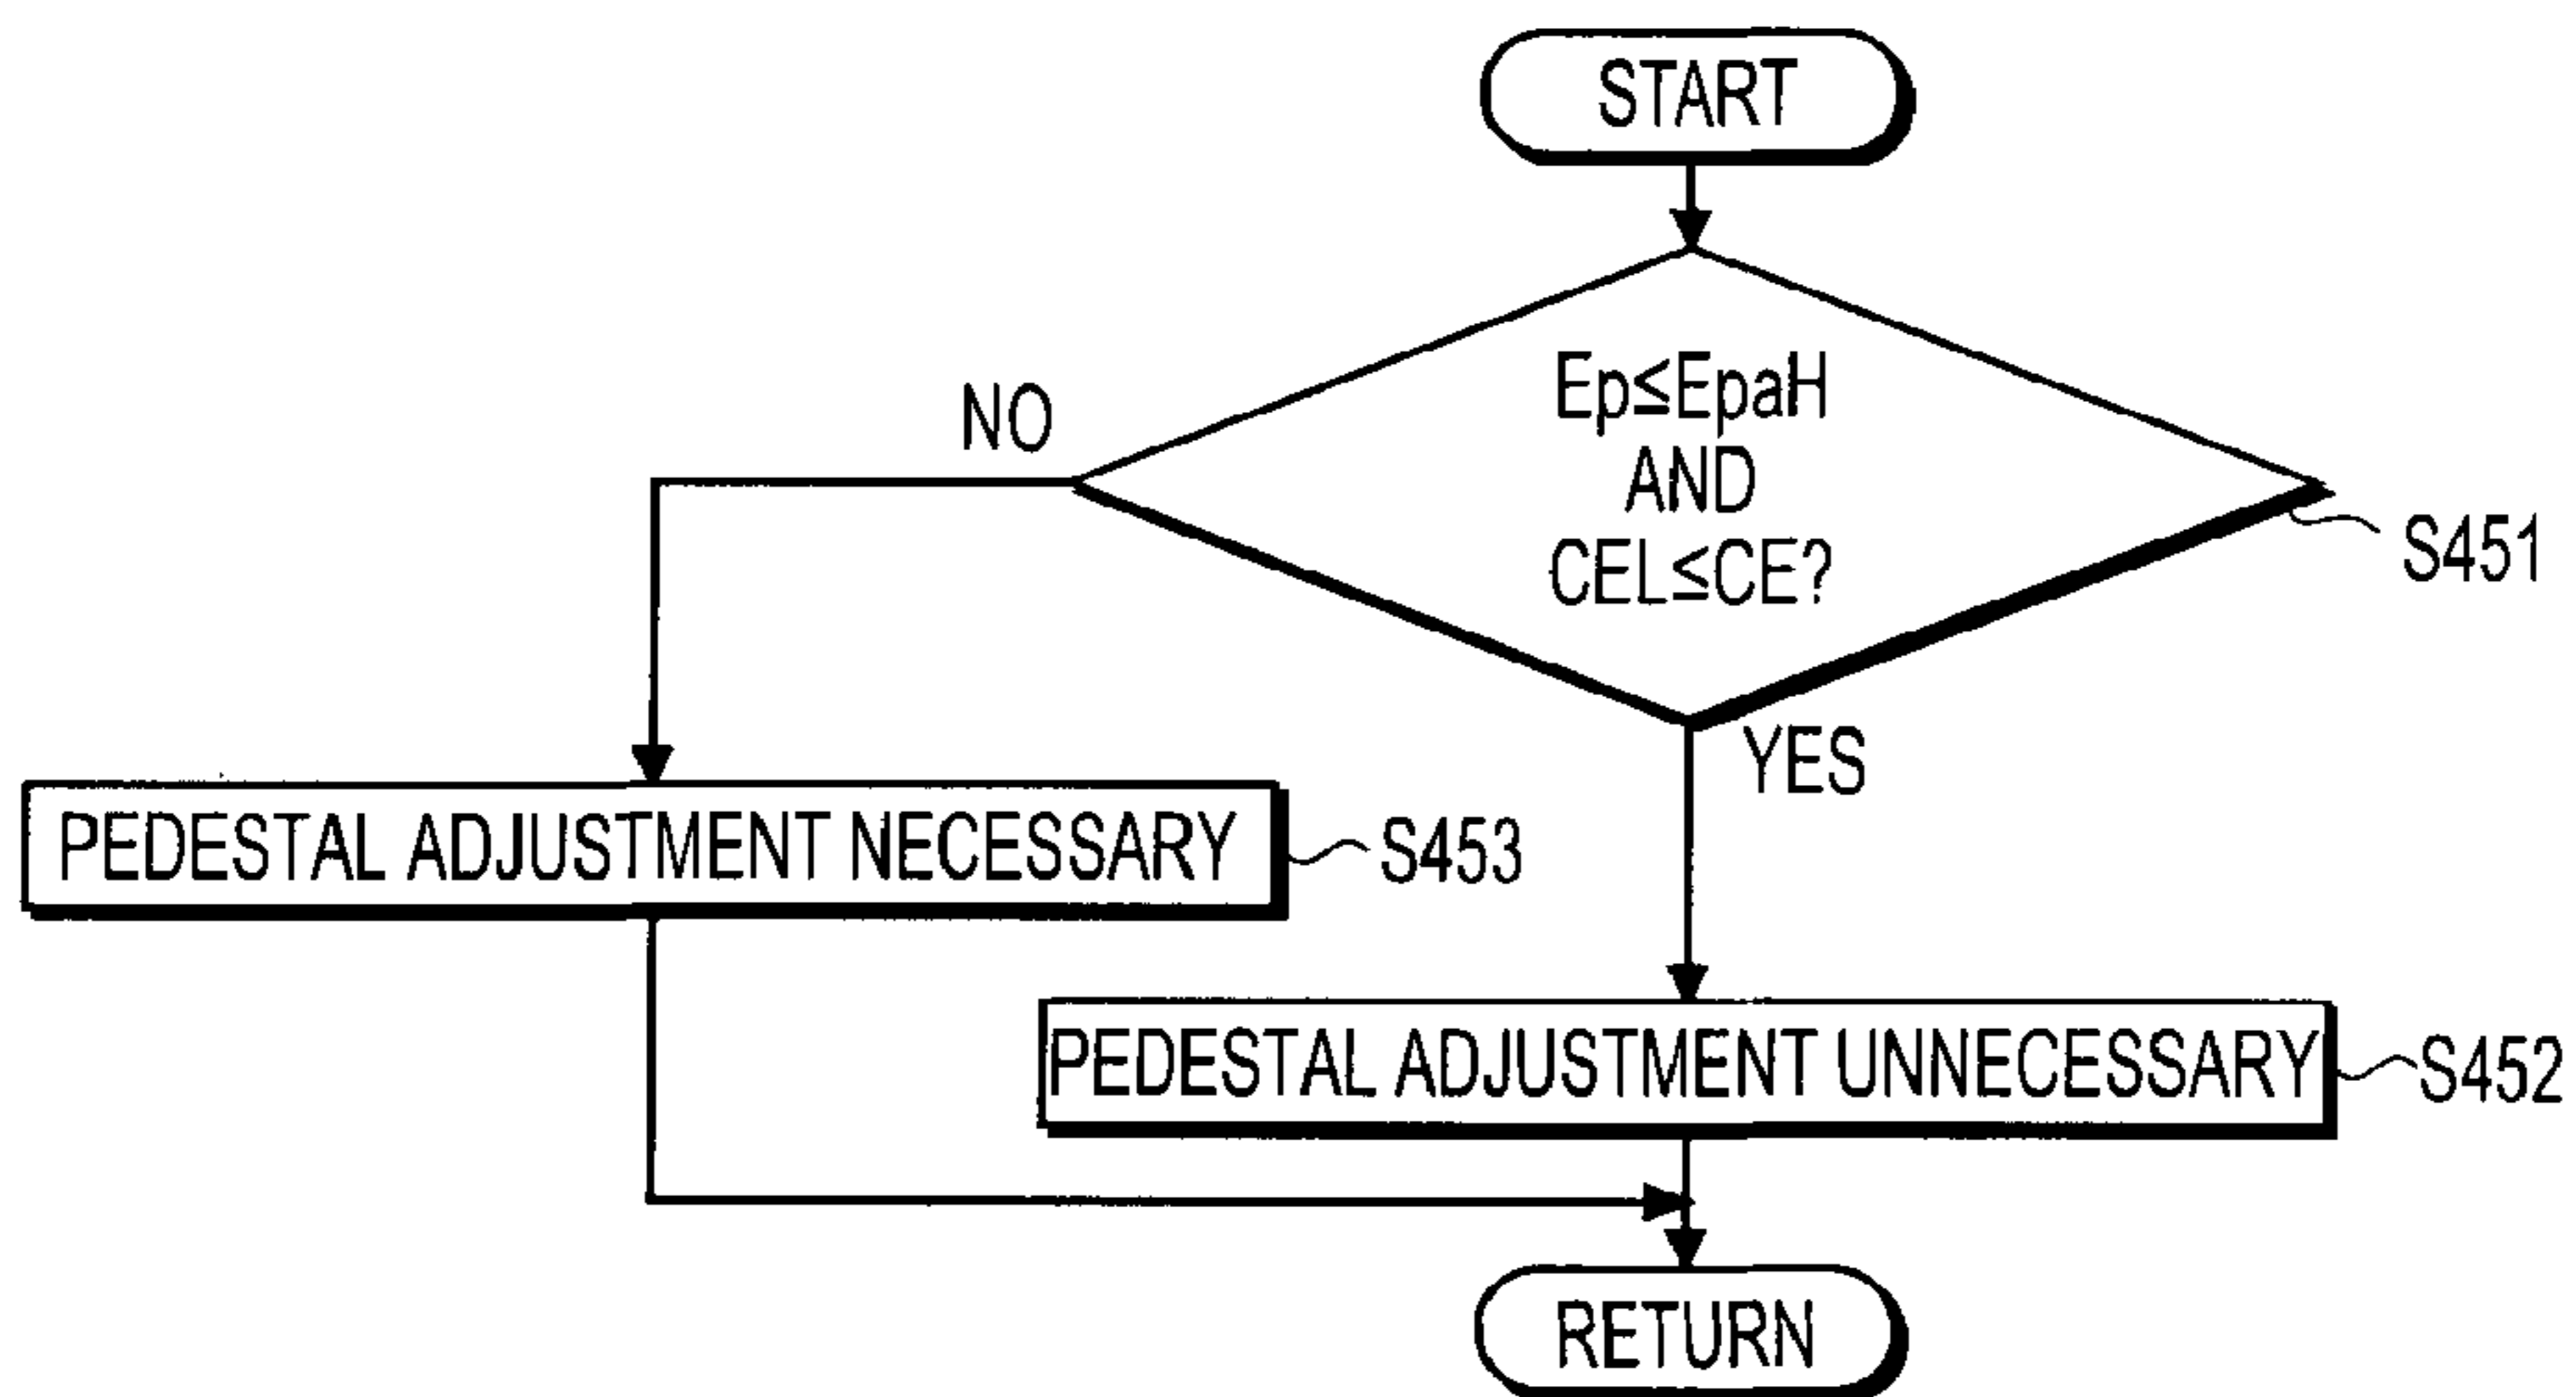 START
Ep≤EpaH
AND
CEL≤CE?
NO
S451
YES
PEDESTAL ADJUSTMENT NECESSARY
S453
PEDESTAL ADJUSTMENT UNNECESSARY
S452
RETURN